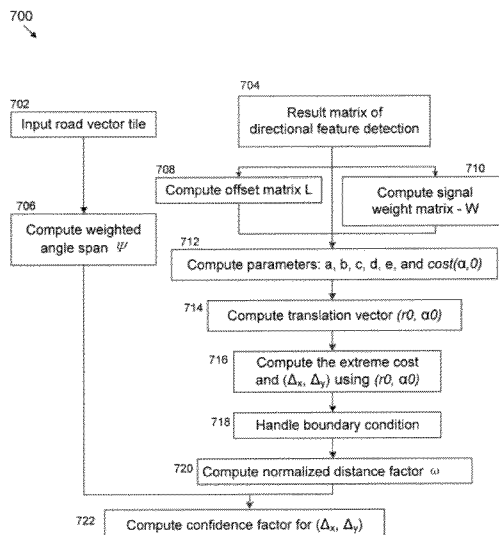 700
702
Input road vector tile
704
Result matrix of
directional feature detection
706
Compute weighted
angle span Ψ
708
Compute offset matrix L
710
Compute signal
weight matrix - W
712
Compute parameters: a, b, c, d, e, and cost(α,0)
714
Compute translation vector (r0, α0)
716
Compute the extreme cost
and (Δx, Δy) using (r0, α0)
718
Handle boundary condition
720
Compute normalized distance factor ω
722
Compute confidence factor for (Δx, Δy)